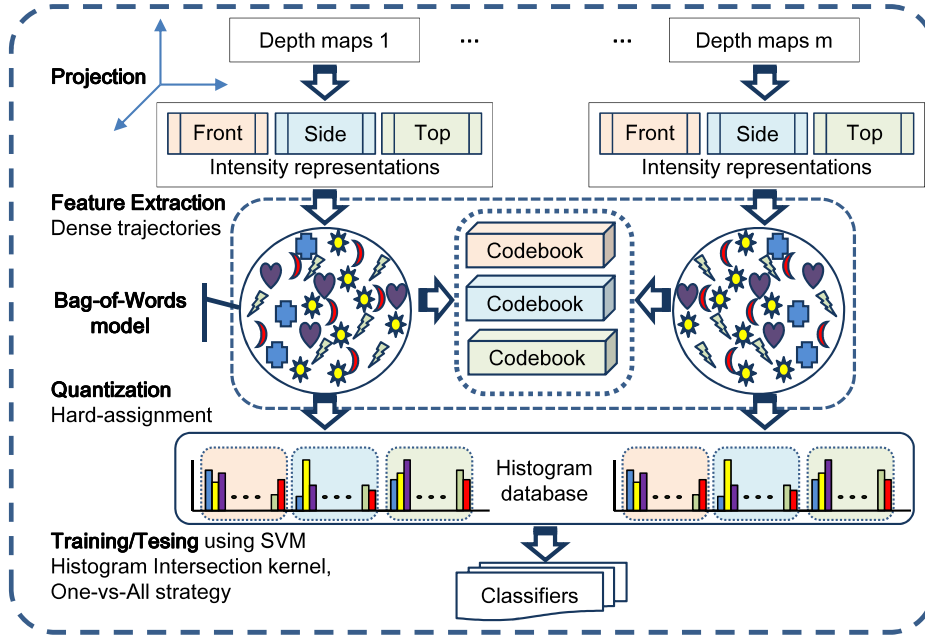 Depth maps 1
...
...
Depth maps m
Projection
Front
Side
Top
Intensity representations
Front
Side
Top
Intensity representations
Feature Extraction
Dense trajectories
Codebook
Codebook
Codebook
Bag-of-Words
model
Quantization
Hard-assignment
Histogram
database
Training/Tesing using SVM
Histogram Intersection kernel,
One-vs-All strategy
Classifiers